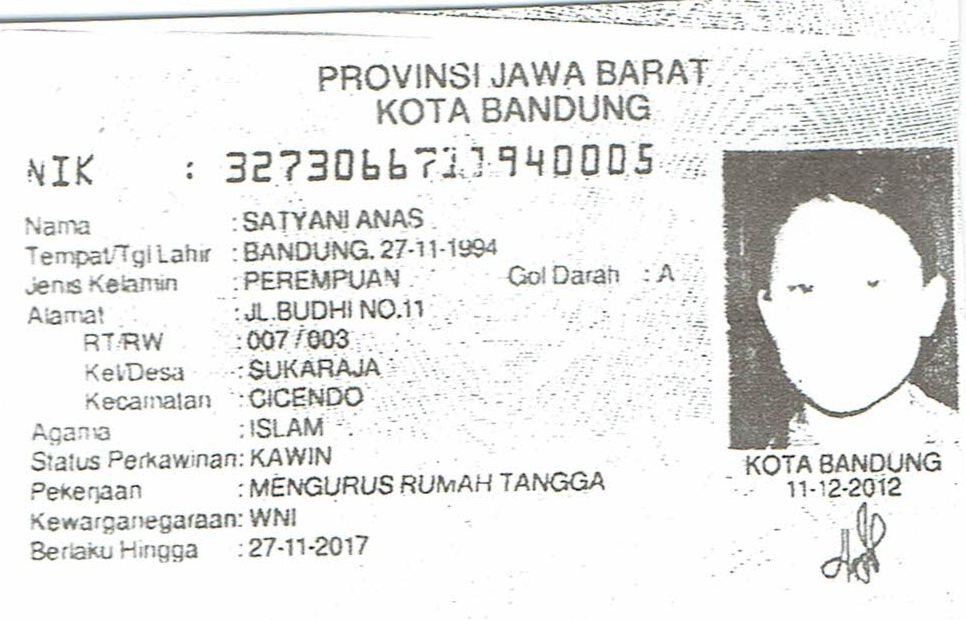 PROVINSI JAWA BARAT
KOTA BANDUNG
NIK : 3273066711940005
Nama : SATYANI ANAS
Tempat/Tgl Lahir : BANDUNG, 27-11-1994
Jenis Kelamin : PEREMPUAN Gol Darah : A
Alamat : JL.BUDHI NO.11
RT/RW : 007 / 003
Kel/Desa : SUKARAJA
Kecamatan : CICENDO
Agama : ISLAM
Status Perkawinan: KAWIN
Pekerjaan : MENGURUS RUMAH TANGGA
Kewarganegaraan: WNI
Berlaku Hingga : 27-11-2017
KOTA BANDUNG
11-12-2012